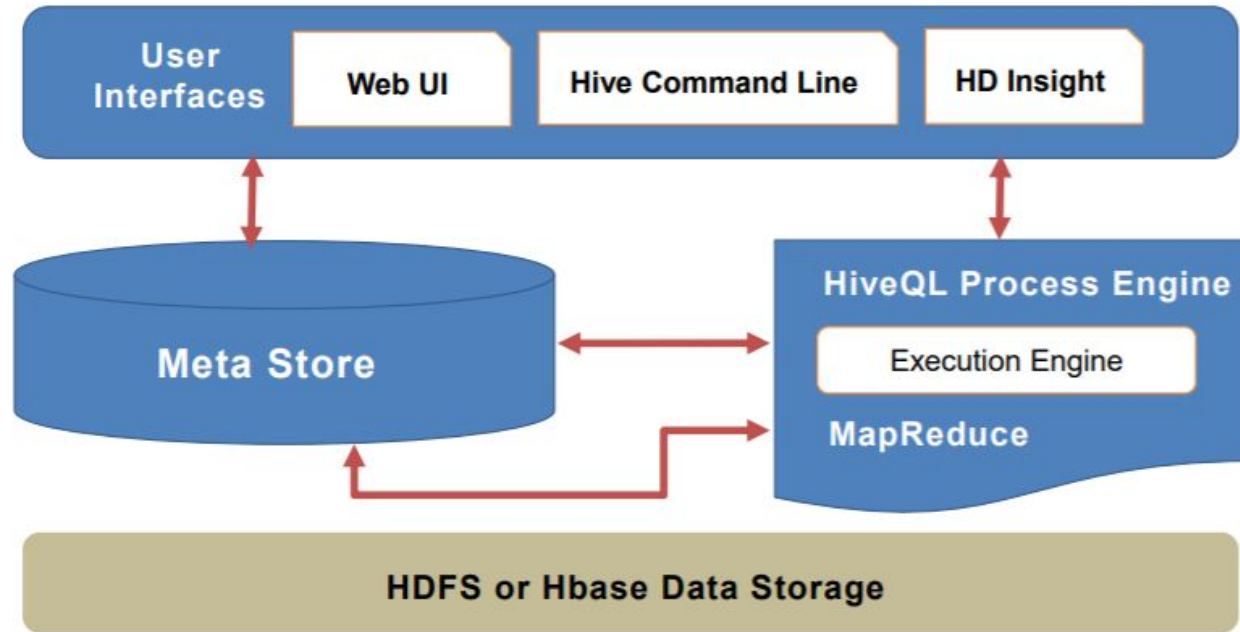 User
Interfaces
Web UI
Hive Command Line
HD Insight
Meta Store
HiveQL Process Engine
Execution Engine
MapReduce
HDFS or Hbase Data Storage